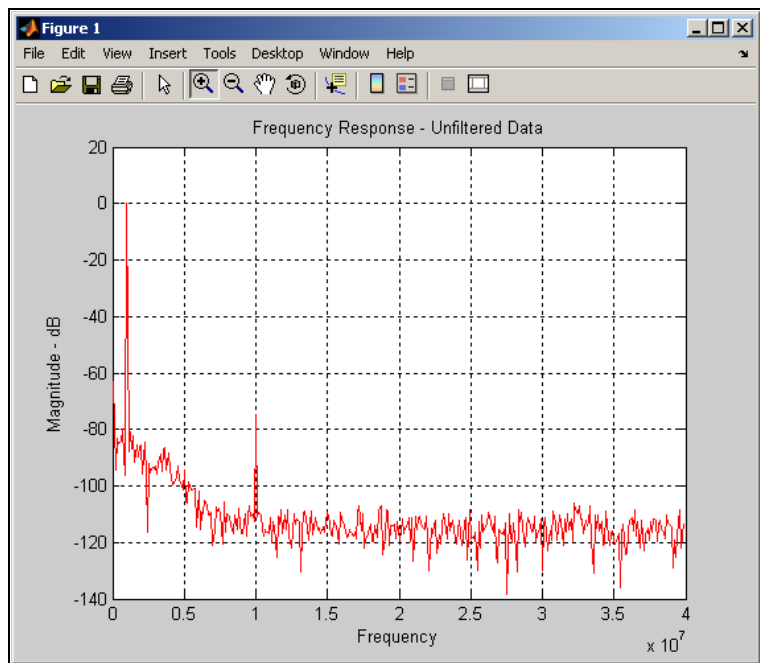 Figure 1
File Edit View Insert Tools Desktop Window Help
Frequency Response - Unfiltered Data
20
0
-20
-40
-60
-80
-100
-120
-140
Magnitude - dB
0 0.5 1 1.5 2 2.5 3 3.5 4
Frequency
x 10^7